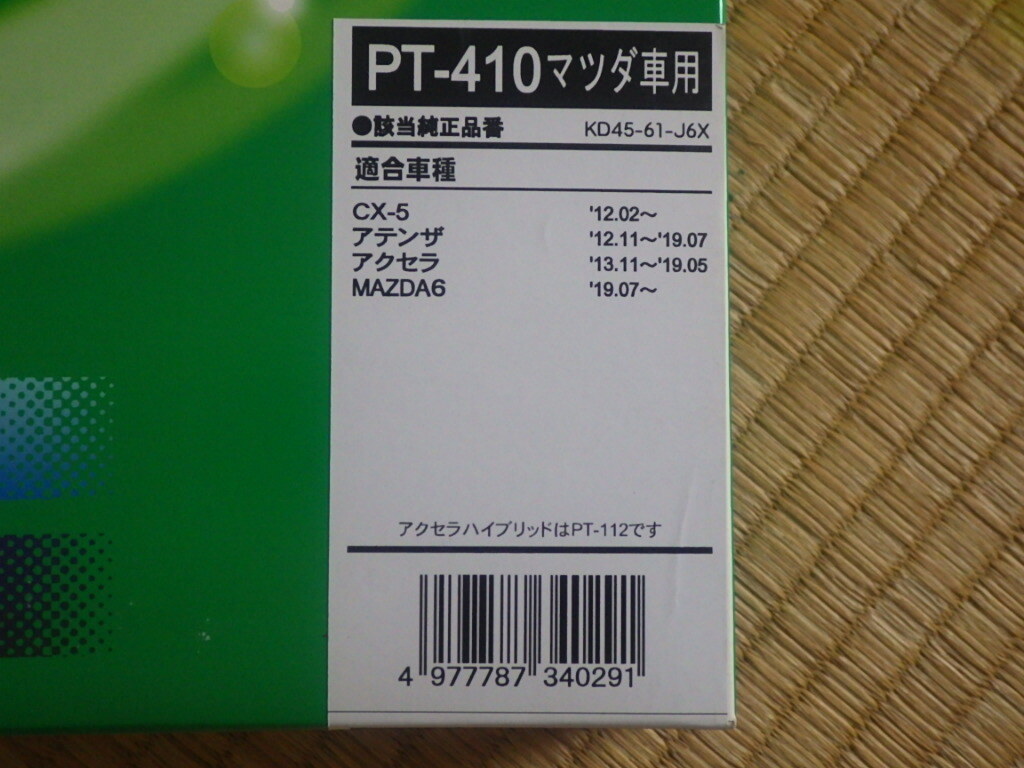 PT-410マツダ車用
●該当純正品番 KD45-61-J6X
適合車種
CX-5 '12.02〜
アテンザ '12.11〜'19.07
アクセラ '13.11〜'19.05
MAZDA6 '19.07〜
アクセラハイブリッドはPT-112です
4 977787 340291